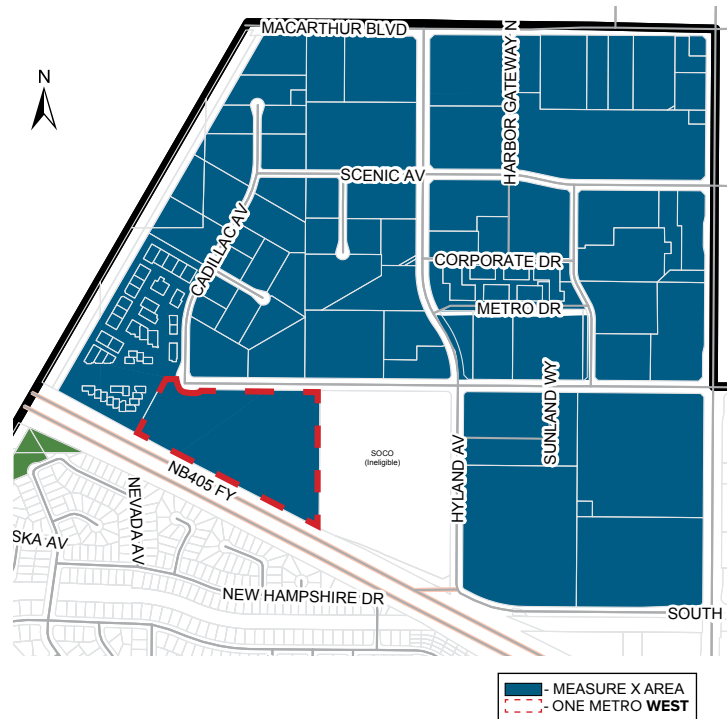 MACARTHUR BLVD
HARBOR GATEWAY N
N
SCENIC AV
CADILLAC AV
CORPORATE DR
METRO DR
SUNLAND WY
SOCO
(Ineligible)
HYLAND AV
NB405 FY
NEVADA AV
SKA AV
NEW HAMPSHIRE DR
SOUTH
- MEASURE X AREA
- ONE METRO WEST